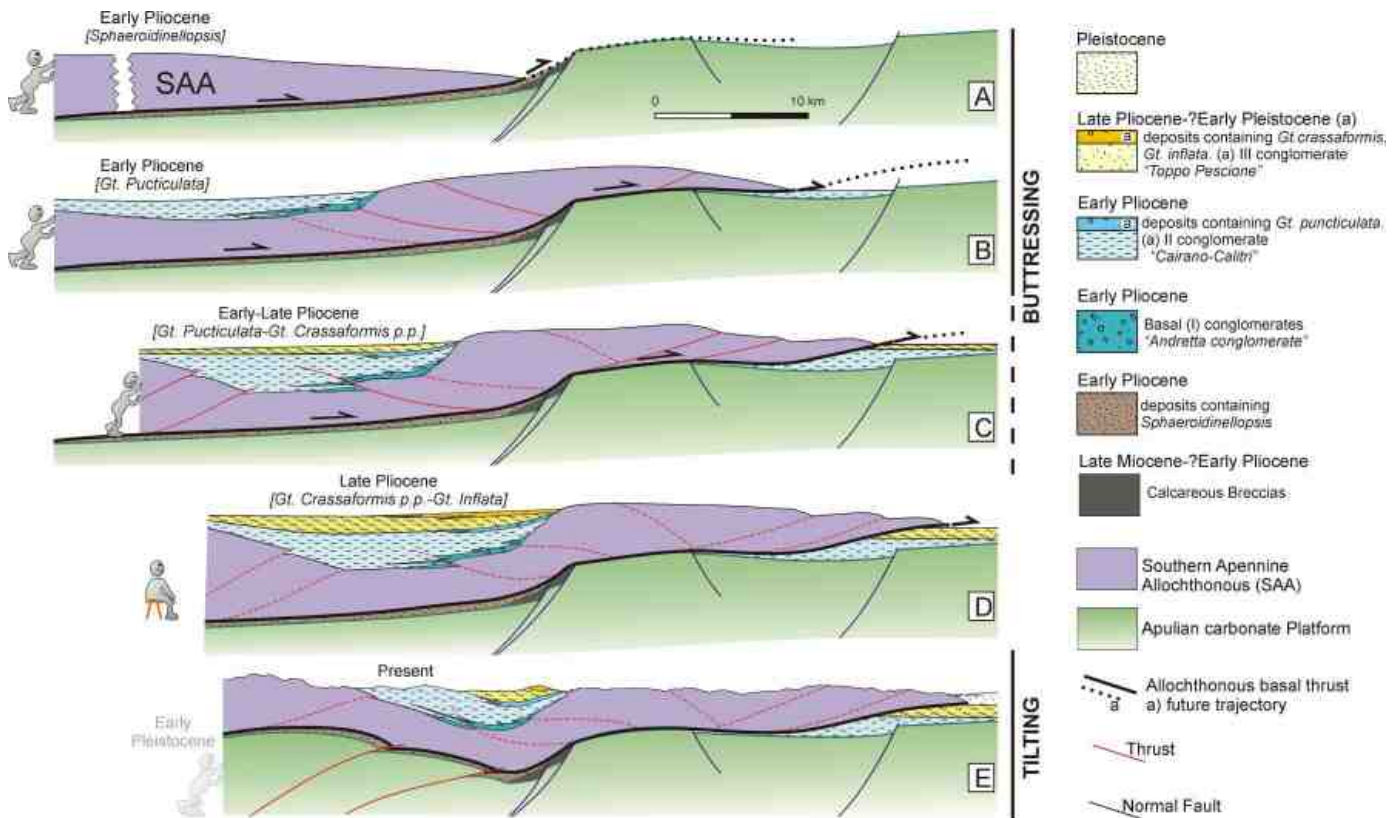 Early Pliocene
[Sphaeroidinellopsis]
SAA
0 10 km
A
Early Pliocene
[Gt. Pucticulata]
B
Early-Late Pliocene
[Gt. Pucticulata-Gt. Crassaformis p.p.]
C
Late Pliocene
[Gt. Crassaformis p.p.-Gt. Inflata]
D
Present
Early
Pleistocene
E
BUTTRESSING
TILTING
Pleistocene
Late Pliocene-?Early Pleistocene (a)
a
deposits containing Gt crassaformis,
Gt. inflata. (a) III conglomerate
"Toppo Pescione"
Early Pliocene
a
deposits containing Gt. puncticulata.
(a) II conglomerate
"Cairano-Calitri"
Early Pliocene
Basal (I) conglomerates
"Andretta conglomerate"
Early Pliocene
deposits containing
Sphaeroidinellopsis
Late Miocene-?Early Pliocene
Calcareous Breccias
Southern Apennine
Allochthonous (SAA)
Apulian carbonate Platform
a
Allochthonous basal thrust
a) future trajectory
Thrust
Normal Fault